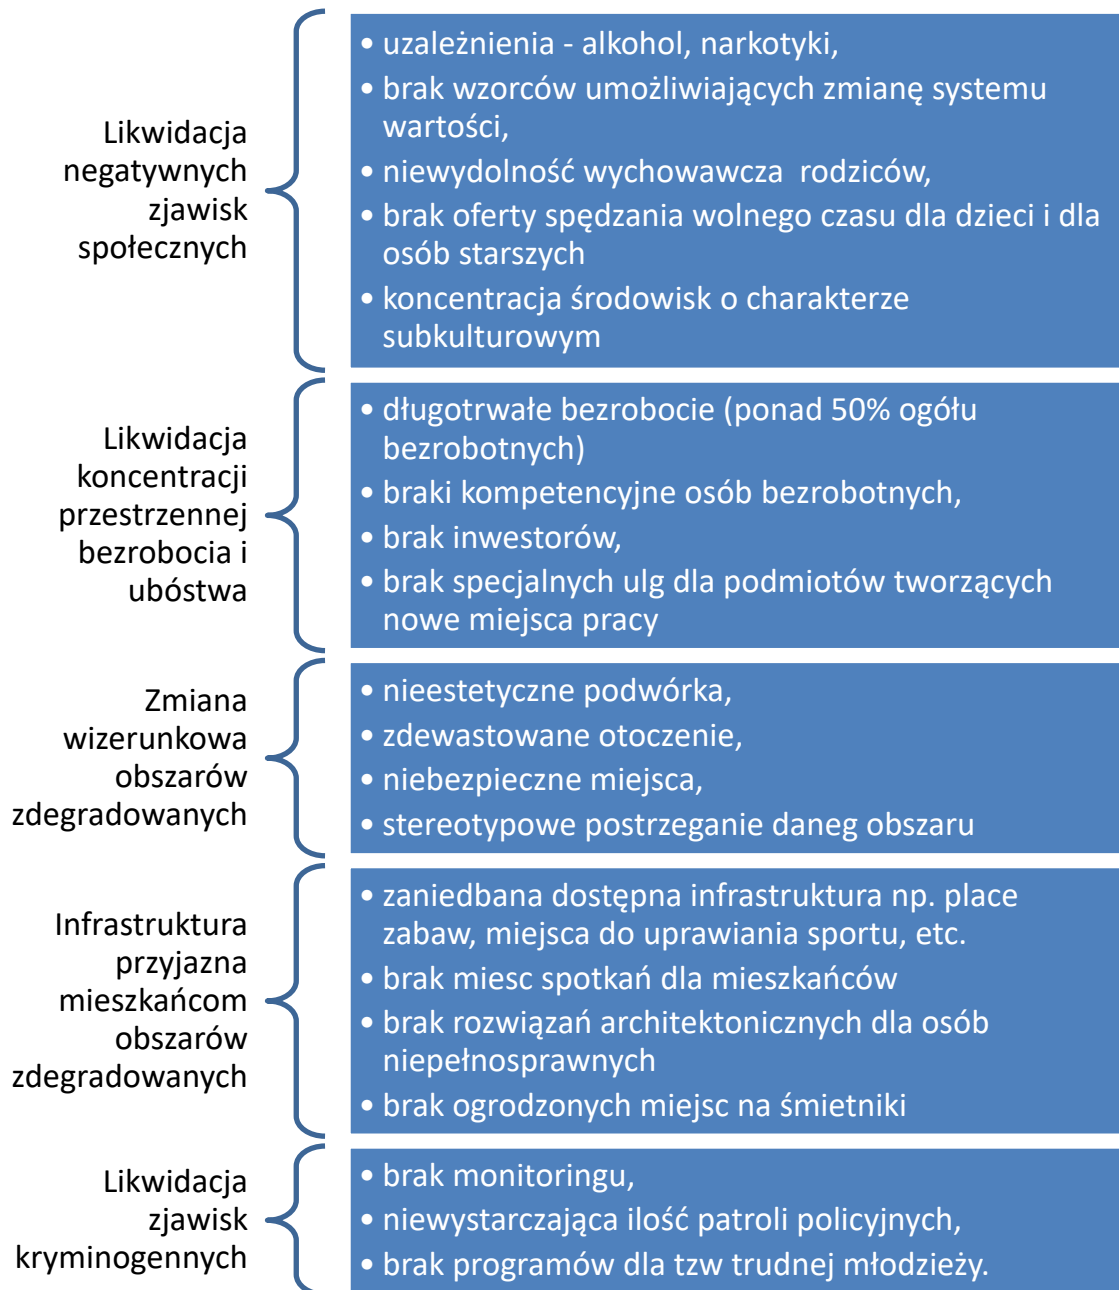 Likwidacja
negatywnych
zjawisk
społecznych
• uzależnienia - alkohol, narkotyki,
• brak wzorców umożliwiających zmianę systemu
wartości,
• niewydolność wychowawcza  rodziców,
• brak oferty spędzania wolnego czasu dla dzieci i dla
osób starszych
• koncentracja środowisk o charakterze
subkulturowym
Likwidacja
koncentracji
przestrzennej
bezrobocia i
ubóstwa
• długotrwałe bezrobocie (ponad 50% ogółu
bezrobotnych)
• braki kompetencyjne osób bezrobotnych,
• brak inwestorów,
• brak specjalnych ulg dla podmiotów tworzących
nowe miejsca pracy
Zmiana
wizerunkowa
obszarów
zdegradowanych
• nieestetyczne podwórka,
• zdewastowane otoczenie,
• niebezpieczne miejsca,
• stereotypowe postrzeganie daneg obszaru
Infrastruktura
przyjazna
mieszkańcom
obszarów
zdegradowanych
• zaniedbana dostępna infrastruktura np. place
zabaw, miejsca do uprawiania sportu, etc.
• brak miesc spotkań dla mieszkańców
• brak rozwiązań architektonicznych dla osób
niepełnosprawnych
• brak ogrodzonych miejsc na śmietniki
Likwidacja
zjawisk
kryminogennych
• brak monitoringu,
• niewystarczająca ilość patroli policyjnych,
• brak programów dla tzw trudnej młodzieży.